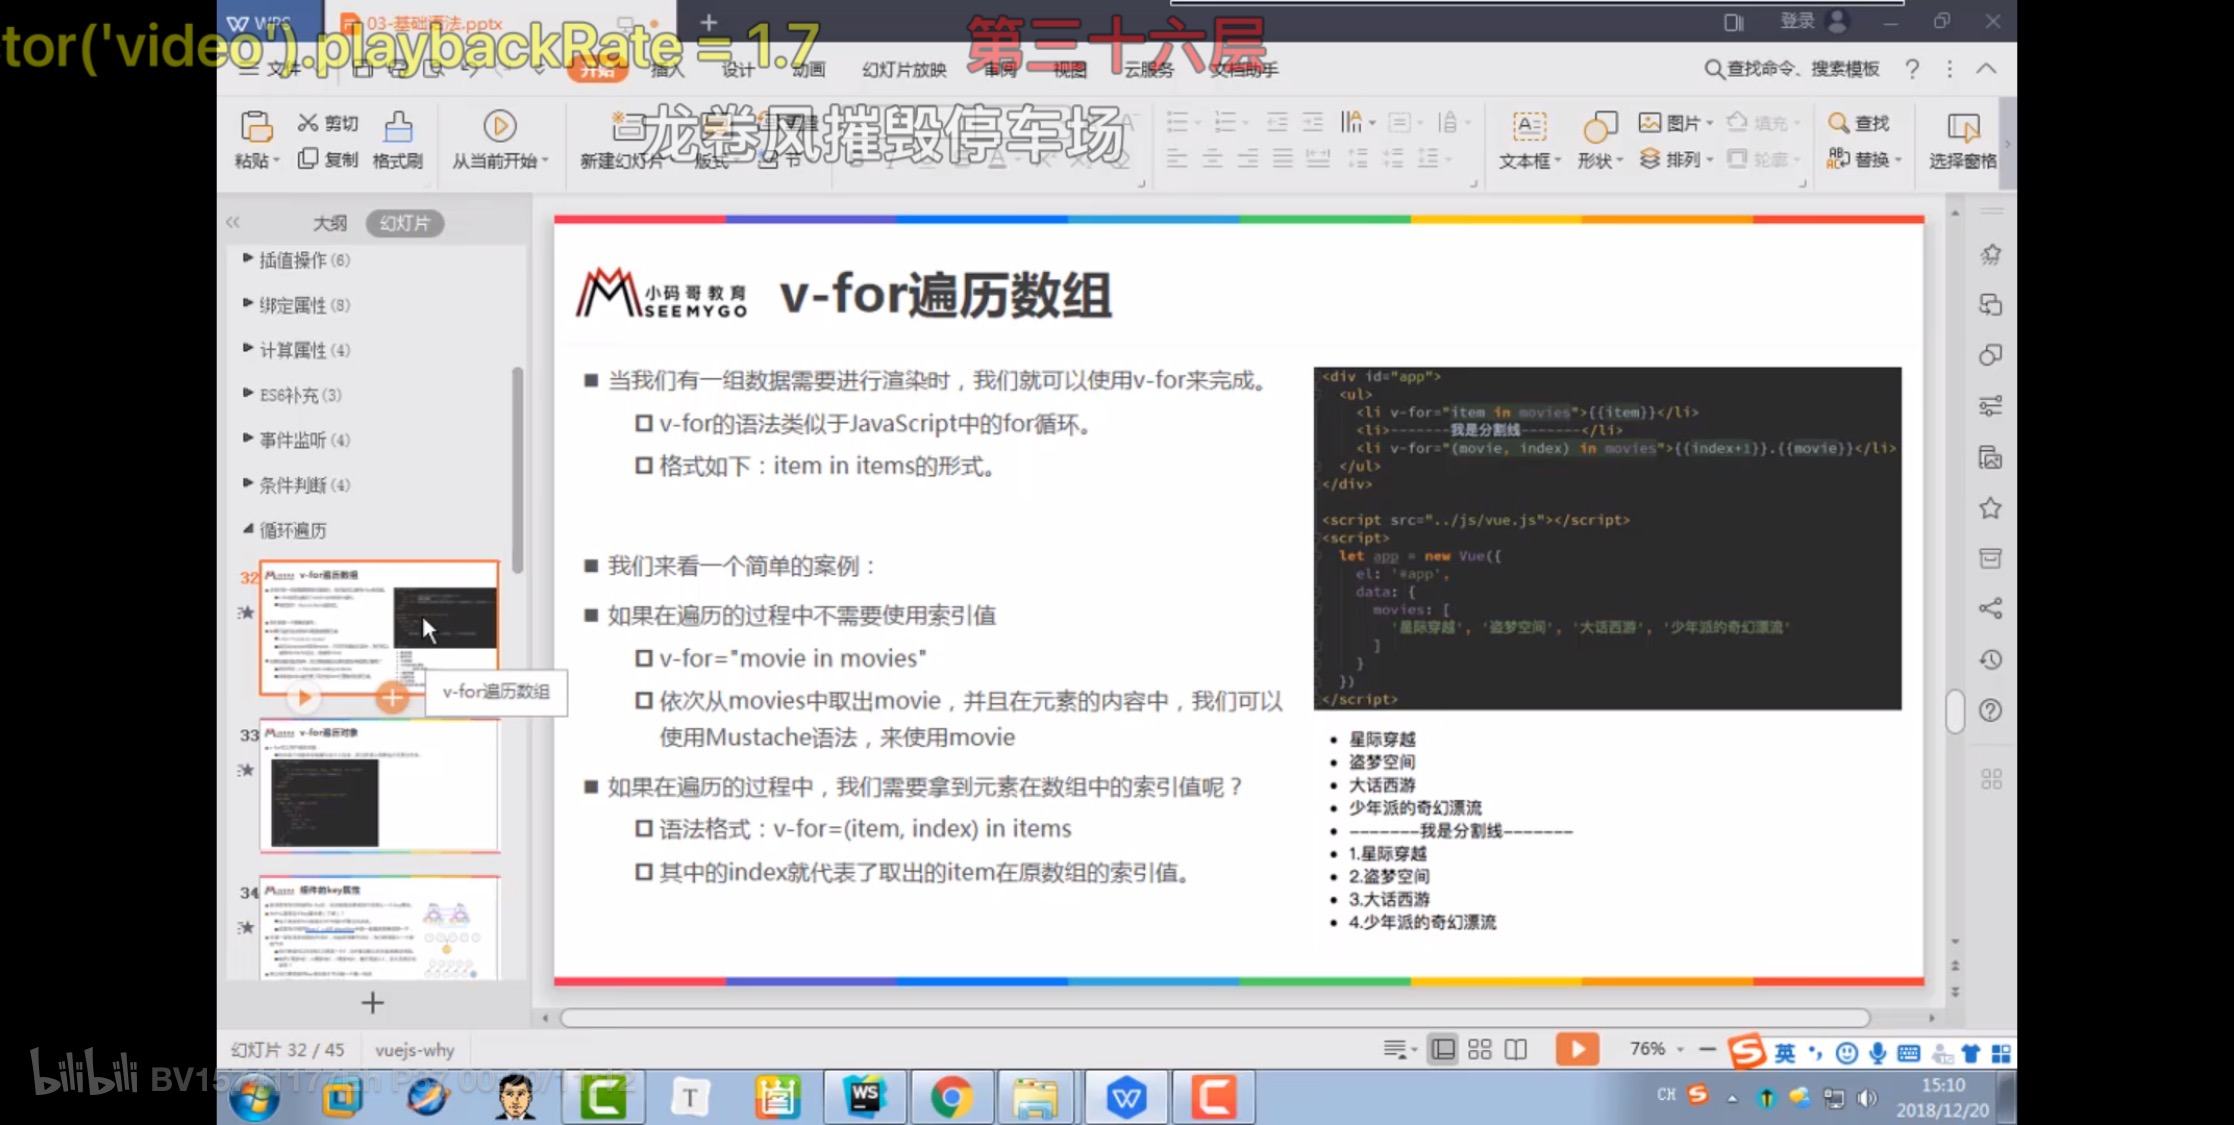 WPS
03-基础语法.pptx
登录
tor('video').playbackRate = 1.7
第三十六层
龙卷风摧毁停车场
文件
开始
插入
设计
动画
幻灯片放映
审阅
视图
云服务
文档助手
查找命令、搜索模板
粘贴
剪切
复制
格式刷
从当前开始
新建幻灯片
版式
节
文本框
形状
图片
排列
填充
轮廓
查找
替换
选择窗格
大纲
幻灯片
插值操作 (6)
绑定属性 (8)
计算属性 (4)
ES6补充 (3)
事件监听 (4)
条件判断 (4)
循环遍历
32
v-for遍历数组
v-for遍历数组
33
v-for遍历对象
34
组件的key属性
小码哥教育
SEEMYGO
v-for遍历数组
当我们有一组数据需要进行渲染时，我们就可以使用v-for来完成。
v-for的语法类似于JavaScript中的for循环。
格式如下：item in items的形式。
我们来看一个简单的案例：
如果在遍历的过程中不需要使用索引值
v-for="movie in movies"
依次从movies中取出movie，并且在元素的内容中，我们可以
使用Mustache语法，来使用movie
如果在遍历的过程中，我们需要拿到元素在数组中的索引值呢？
语法格式：v-for=(item, index) in items
其中的index就代表了取出的item在原数组的索引值。
<div id="app">
<ul>
<li v-for="item in movies">{{item}}</li>
<li>-------我是分割线-------</li>
<li v-for="(movie, index) in movies">{{index+1}}.{{movie}}</li>
</ul>
</div>
<script src="../js/vue.js"></script>
<script>
let app = new Vue({
el: '#app',
data: {
movies: [
'星际穿越', '盗梦空间', '大话西游', '少年派的奇幻漂流'
]
}
})
</script>
星际穿越
盗梦空间
大话西游
少年派的奇幻漂流
-------我是分割线-------
1.星际穿越
2.盗梦空间
3.大话西游
4.少年派的奇幻漂流
幻灯片 32 / 45
vuejs-why
76%
英
bilibili
WS
CH
15:10
2018/12/20